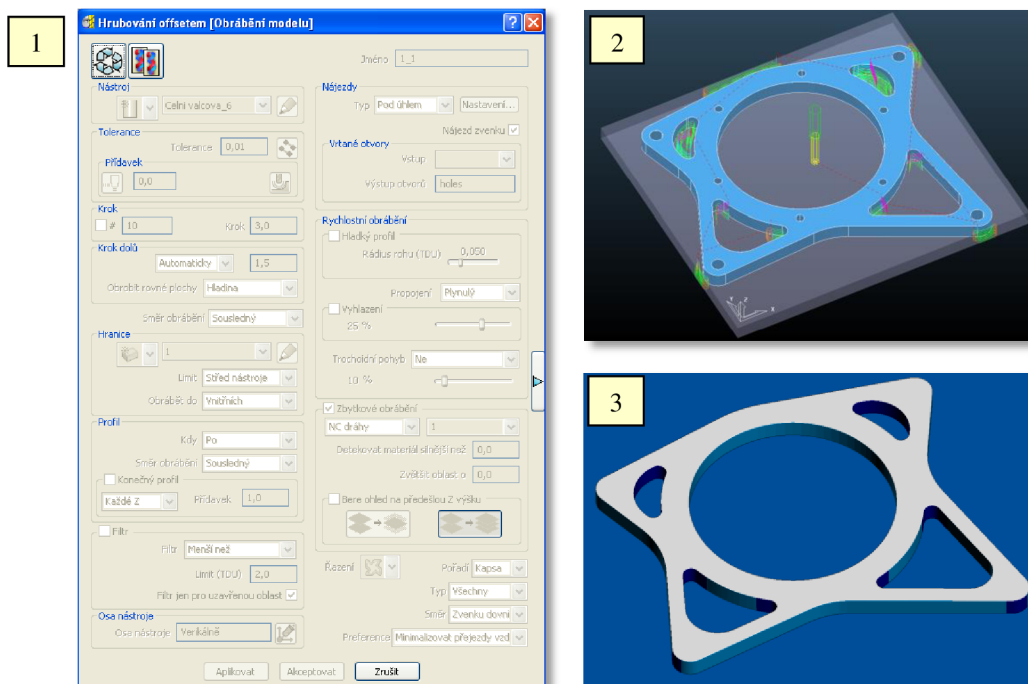 1
Hrubování offsetem [Obrábění modelu]
Jméno 1_1
Nástroj
Celni valcova_6
Tolerance
Tolerance 0,01
Přídavek
0,0
Krok
# 10 Krok 3,0
Krok dolů
Automaticky 1,5
Obrobit rovné plochy Hladina
Směr obrábění Sousledný
Hranice
1
Limit Střed nástroje
Obrábět do Vnitřních
Profil
Kdy Po
Směr obrábění Sousledný
Konečný profil
Každé Z Přídavek 1,0
Filtr
Filtr Menší než
Limit (TDU) 2,0
Filtr jen pro uzavřenou oblast
Osa nástroje
Osa nástroje Vertikálně
Nájezdy
Typ Pod úhlem Nastavení...
Nájezd zvenku
Vrtané otvory
Vstup
Výstup otvorů holes
Rychlostní obrábění
Hladký profil
Rádius rohu (TDU) 0,050
Propojení Plynulý
Vyhlazení
25 %
Trochoidní pohyb Ne
10 %
Zbytkové obrábění
NC dráhy 1
Detekovat materiál silnější než 0,0
Zvětšit oblast o 0,0
Bere ohled na předešlou Z výšku
Řazení Pořadí Kapsa
Typ Všechny
Směr Zvenku dovni
Preference Minimalizovat přejezdy vzd
Aplikovat Akceptovat Zrušit
2
Y Z X
3